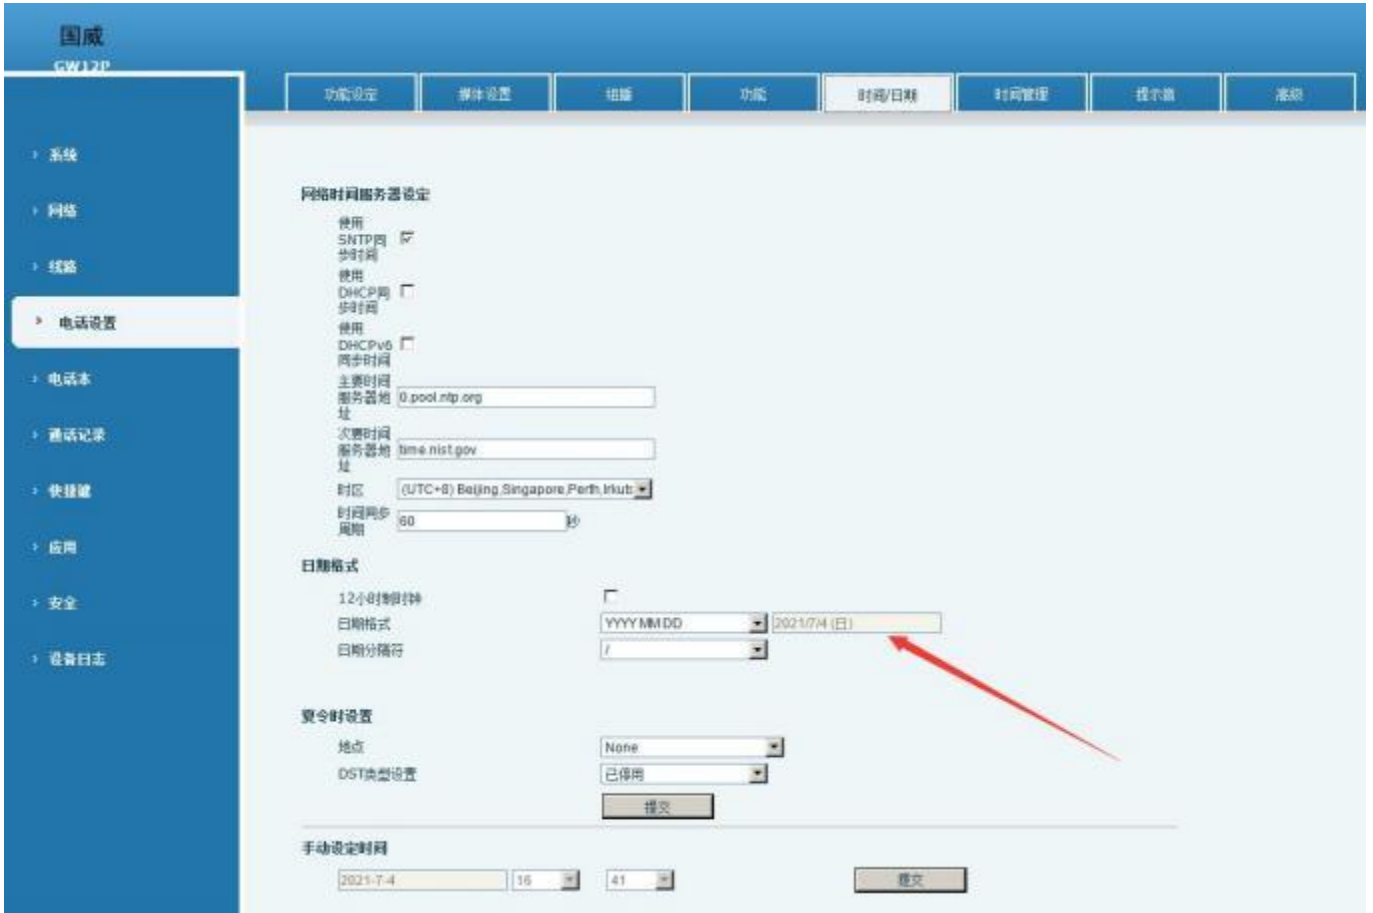 国威
GW12P
功能设定
媒体设置
组播
功能
时间/日期
时间管理
提示音
高级
系统
网络
线路
电话设置
电话本
通话记录
快捷键
应用
安全
设备日志
网络时间服务器设定
使用
SNTP同
步时间
使用
DHCP同
步时间
使用
DHCPv6
同步时间
主要时间
服务器地
址
0.pool.ntp.org
次要时间
服务器地
址
time.nist.gov
时区
(UTC+8) Beijing,Singapore,Perth,Irkuts
时间同步
周期
60
秒
日期格式
12小时制时钟
日期格式
YYYY MM DD
2021/7/4 (日)
日期分隔符
/
夏令时设置
地点
None
DST类型设置
已停用
提交
手动设定时间
2021-7-4
16
41
提交